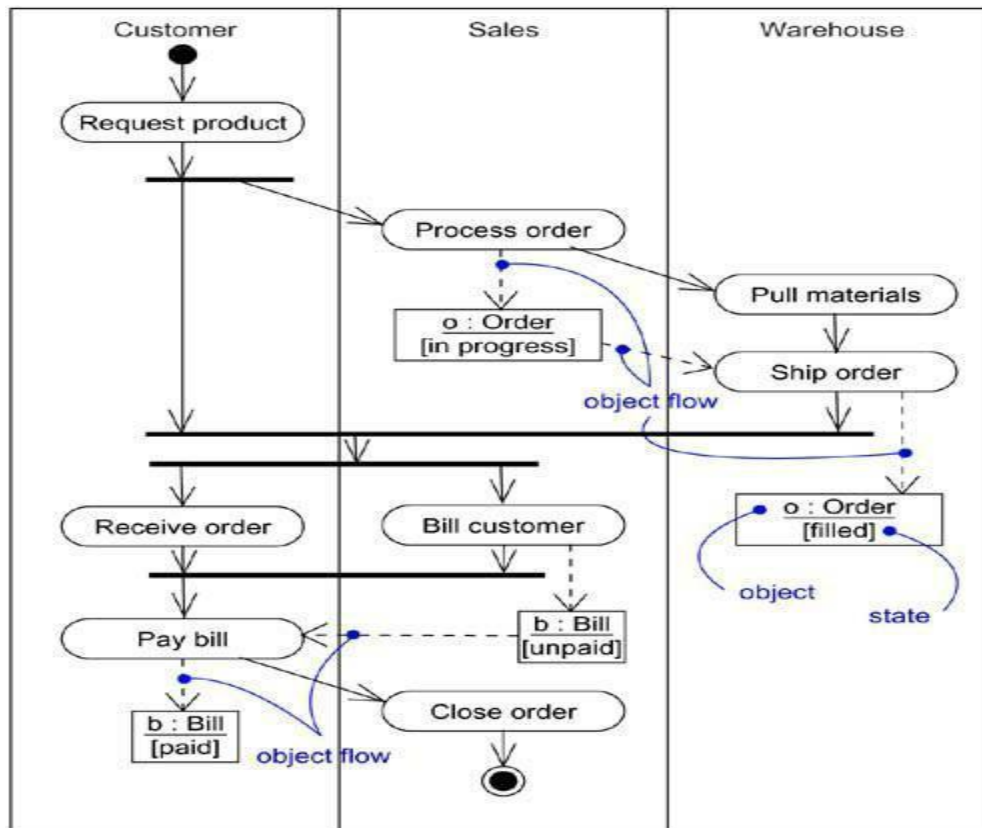 Customer
Sales
Warehouse
Request product
Process order
Pull materials
o : Order
[in progress]
Ship order
object flow
Receive order
Bill customer
o : Order
[filled]
object
state
Pay bill
b : Bill
[unpaid]
Close order
b : Bill
[paid]
object flow